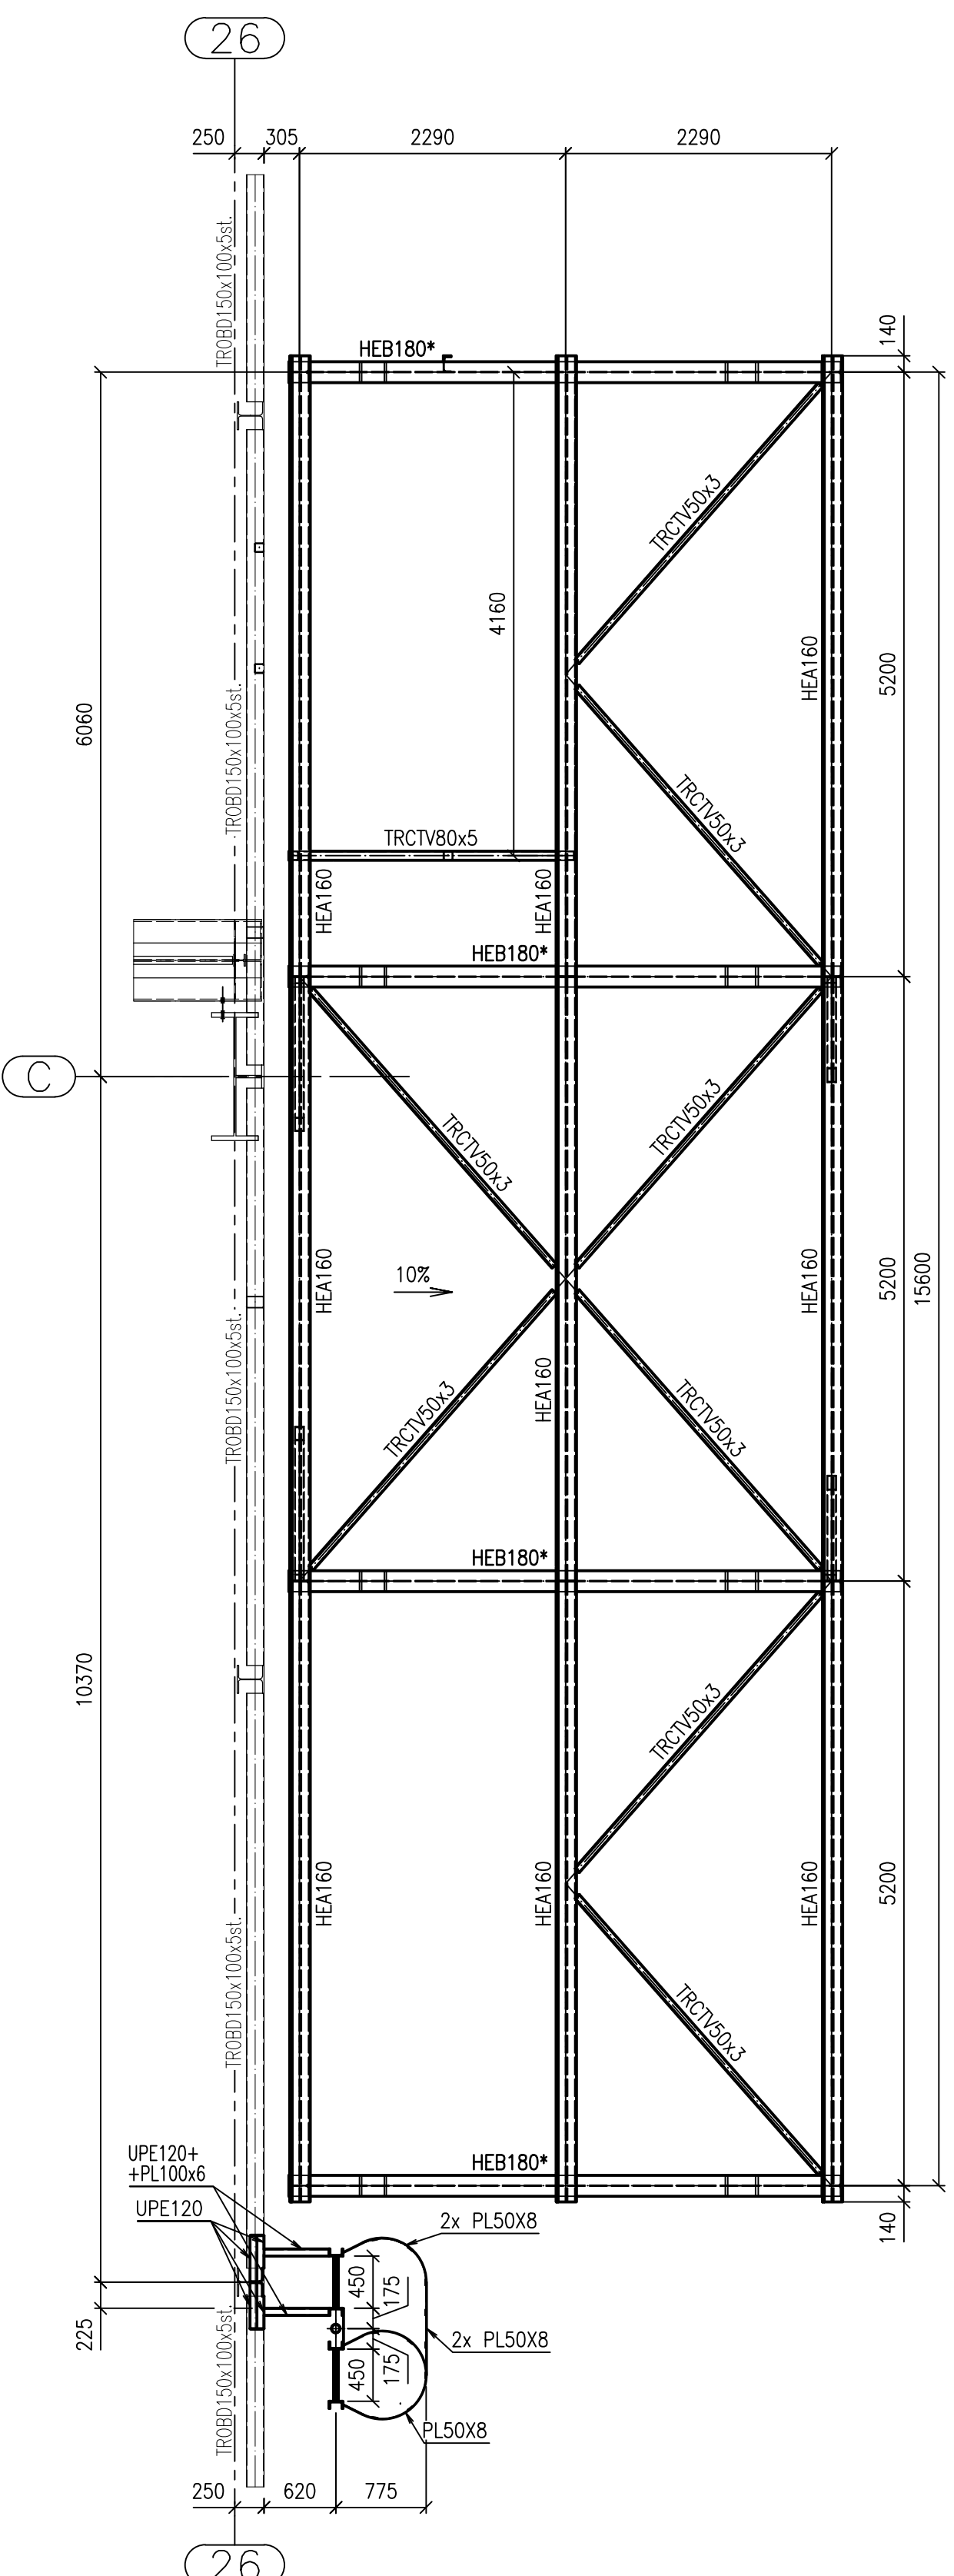 26
250
305
2290
2290
TROBD150x100x5st.
140
HEB180*
TRCTV50x3
4160
HEA160
5200
6060
TROBD150x100x5st.
TRCTV50x3
TRCTV80x5
HEA160
HEA160
HEB180*
C
TRCTV50x3
TRCTV50x3
10%
HEA160
HEA160
5200
15600
HEA160
TROBD150x100x5st.
TRCTV50x3
TRCTV50x3
HEB180*
10370
TRCTV50x3
HEA160
HEA160
HEA160
5200
TROBD150x100x5st.
TRCTV50x3
HEB180*
UPE120+
+PL100x6
UPE120
2x PL50X8
140
450
175
225
2x PL50X8
TROBD150x100x5st.
450
175
PL50X8
250
620
775
26